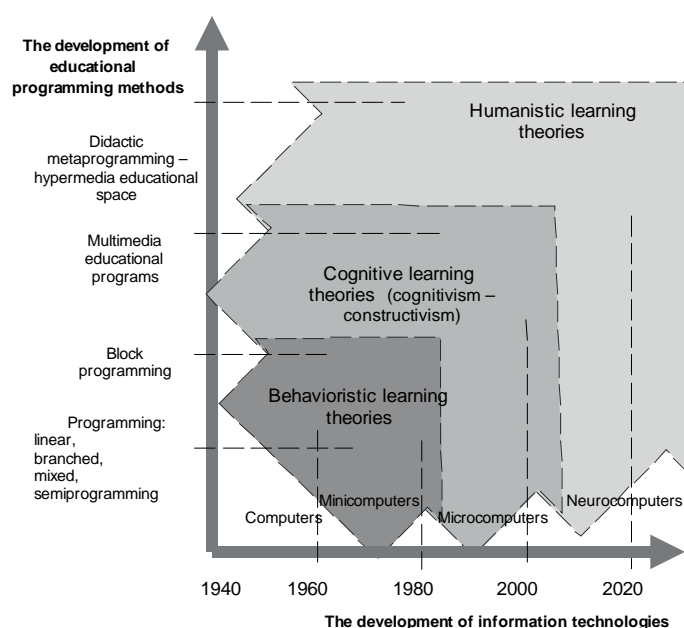 The development of
educational
programming methods
Humanistic learning
theories
Didactic
metaprogramming –
hypermedia educational
space
Multimedia
educational
programs
Cognitive learning
theories (cognitivism –
constructivism)
Block
programming
Behavioristic learning
theories
Programming:
linear,
branched,
mixed,
semiprogramming
Computers
Minicomputers
Microcomputers
Neurocomputers
1940
1960
1980
2000
2020
The development of information technologies